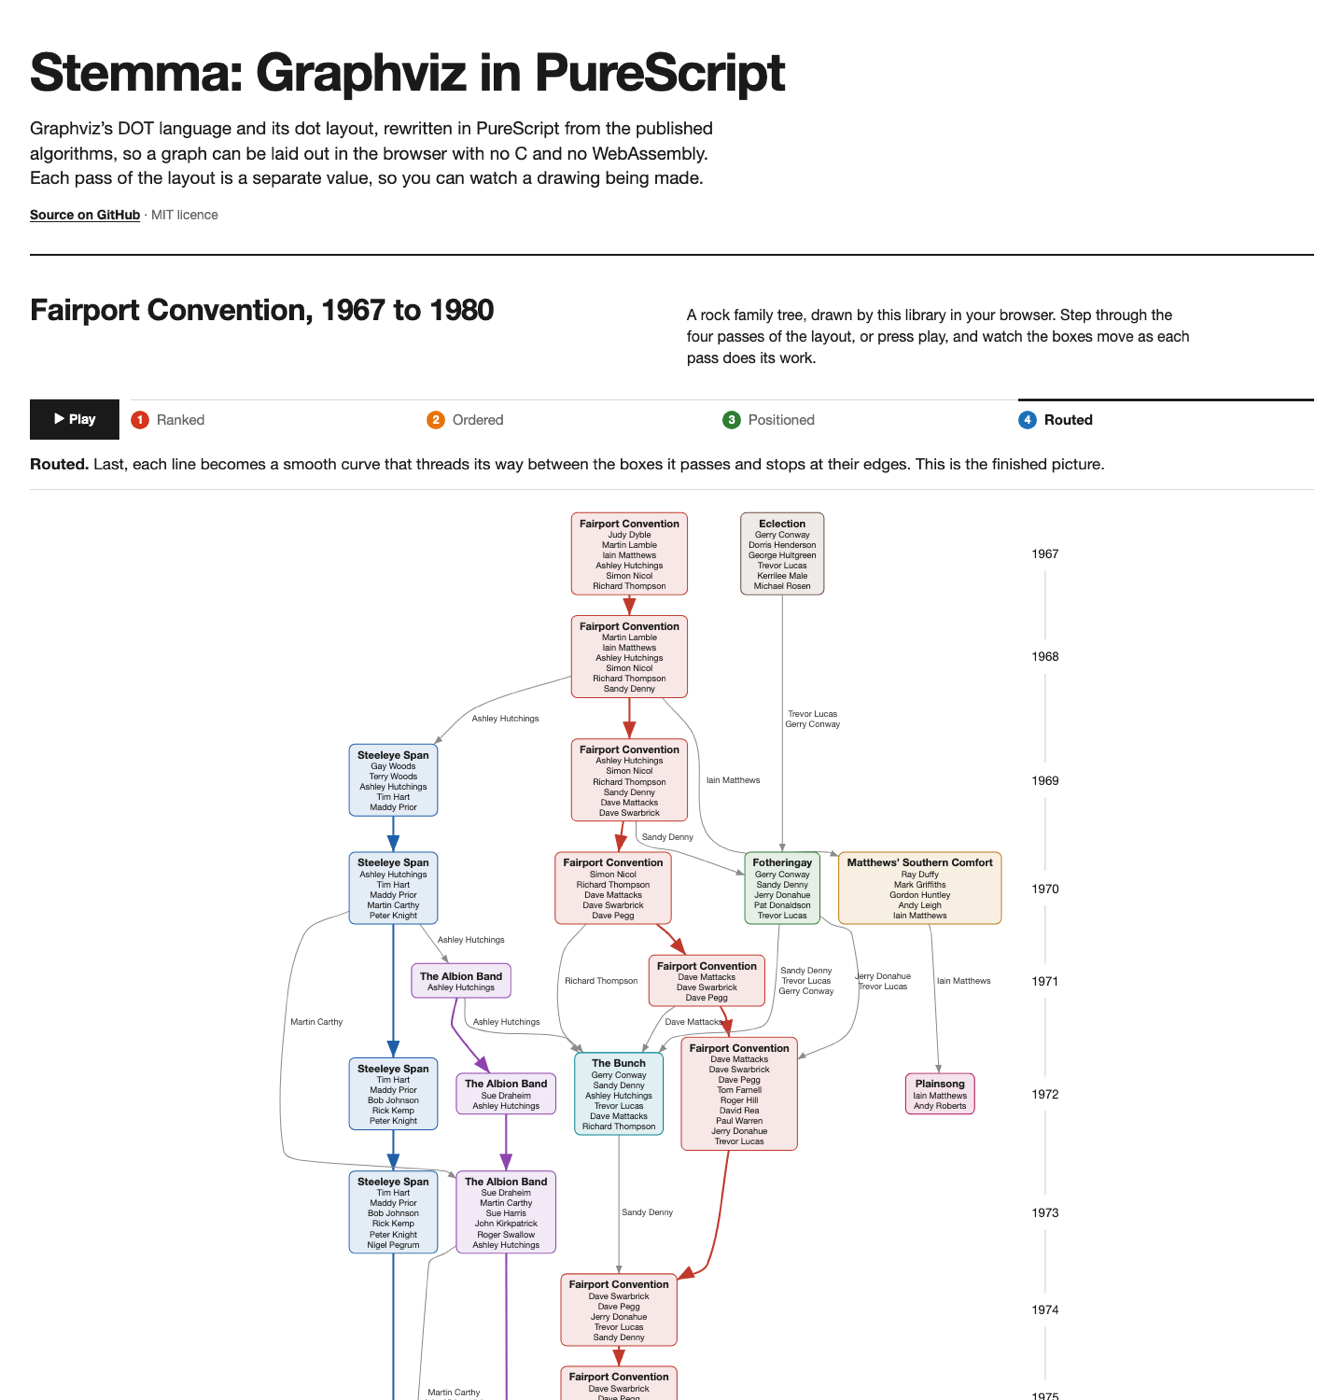 Stemma: Graphviz in PureScript
Graphviz’s DOT language and its dot layout, rewritten in PureScript from the published
algorithms, so a graph can be laid out in the browser with no C and no WebAssembly.
Each pass of the layout is a separate value, so you can watch a drawing being made.
Source on GitHub · MIT licence
Fairport Convention, 1967 to 1980
A rock family tree, drawn by this library in your browser. Step through the
four passes of the layout, or press play, and watch the boxes move as each
pass does its work.
Play
1 Ranked
2 Ordered
3 Positioned
4 Routed
Routed. Last, each line becomes a smooth curve that threads its way between the boxes it passes and stops at their edges. This is the finished picture.
Fairport Convention
Judy Dyble
Martin Lamble
Iain Matthews
Ashley Hutchings
Simon Nicol
Richard Thompson
Eclection
Gerry Conway
Dorris Henderson
George Hultgreen
Trevor Lucas
Kerrilee Male
Michael Rosen
1967
Fairport Convention
Martin Lamble
Iain Matthews
Ashley Hutchings
Simon Nicol
Richard Thompson
Sandy Denny
1968
Ashley Hutchings
Trevor Lucas
Gerry Conway
Steeleye Span
Gay Woods
Terry Woods
Ashley Hutchings
Tim Hart
Maddy Prior
Fairport Convention
Ashley Hutchings
Simon Nicol
Richard Thompson
Sandy Denny
Dave Mattacks
Dave Swarbrick
Iain Matthews
1969
Sandy Denny
Steeleye Span
Ashley Hutchings
Tim Hart
Maddy Prior
Martin Carthy
Peter Knight
Fairport Convention
Simon Nicol
Richard Thompson
Dave Mattacks
Dave Swarbrick
Dave Pegg
Fotheringay
Gerry Conway
Sandy Denny
Jerry Donahue
Pat Donaldson
Trevor Lucas
Matthews’ Southern Comfort
Ray Duffy
Mark Griffiths
Gordon Huntley
Andy Leigh
Iain Matthews
1970
Ashley Hutchings
The Albion Band
Ashley Hutchings
Richard Thompson
Fairport Convention
Dave Mattacks
Dave Swarbrick
Dave Pegg
Sandy Denny
Trevor Lucas
Gerry Conway
Jerry Donahue
Trevor Lucas
Iain Matthews
1971
Martin Carthy
Ashley Hutchings
Dave Mattacks
Steeleye Span
Tim Hart
Maddy Prior
Bob Johnson
Rick Kemp
Peter Knight
The Albion Band
Sue Draheim
Ashley Hutchings
The Bunch
Gerry Conway
Sandy Denny
Ashley Hutchings
Trevor Lucas
Dave Mattacks
Richard Thompson
Fairport Convention
Dave Mattacks
Dave Swarbrick
Dave Pegg
Tom Farnell
Roger Hill
David Rea
Paul Warren
Jerry Donahue
Trevor Lucas
Plainsong
Iain Matthews
Andy Roberts
1972
Steeleye Span
Tim Hart
Maddy Prior
Bob Johnson
Rick Kemp
Peter Knight
Nigel Pegrum
The Albion Band
Sue Draheim
Martin Carthy
Sue Harris
John Kirkpatrick
Roger Swallow
Ashley Hutchings
Sandy Denny
1973
Fairport Convention
Dave Swarbrick
Dave Pegg
Jerry Donahue
Trevor Lucas
Sandy Denny
1974
Fairport Convention
Dave Swarbrick
Dave Pegg
Martin Carthy
1975